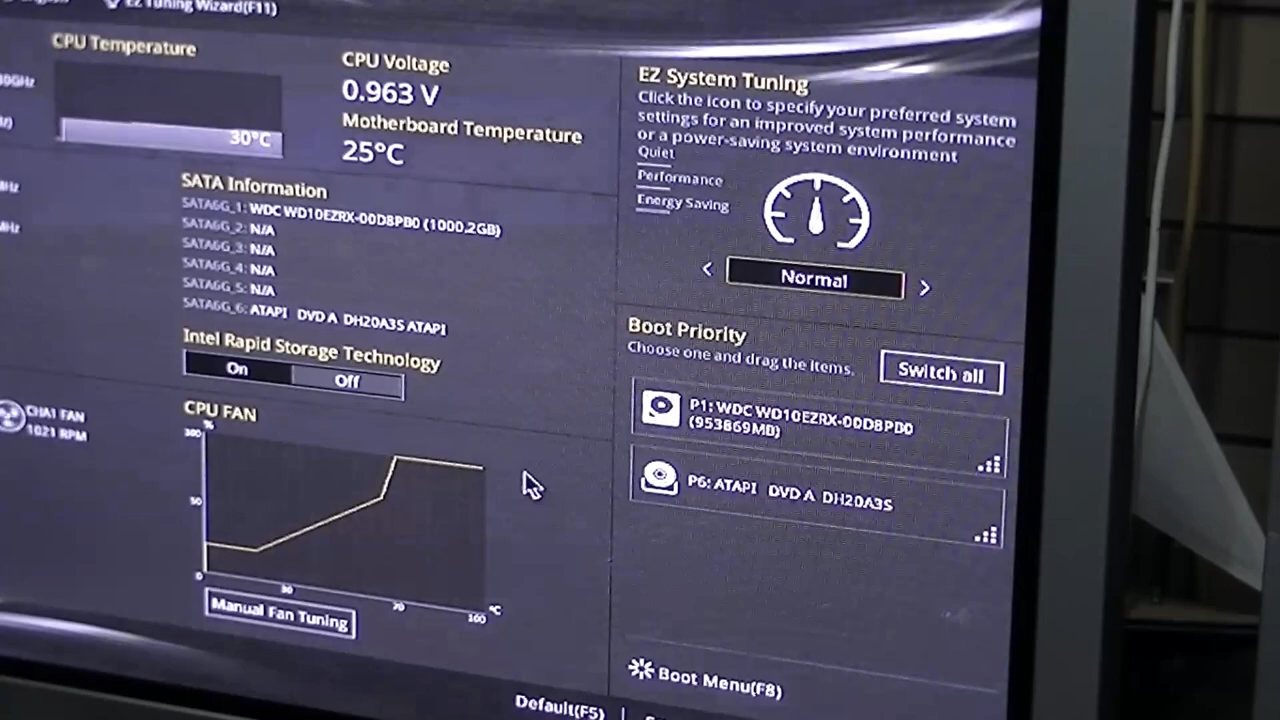 EZ Tuning Wizard(F11)
CPU Temperature
30°C
CPU Voltage
0.963 V
Motherboard Temperature
25°C
SATA Information
SATA6G_1: WDC WD10EZRX-00D8PB0 (1000.2GB)
SATA6G_2: N/A
SATA6G_3: N/A
SATA6G_4: N/A
SATA6G_5: N/A
SATA6G_6: ATAPI DVD A DH20A3S ATAPI
Intel Rapid Storage Technology
On
Off
CHA1 FAN
1021 RPM
CPU FAN
%
100
50
0
30
70
100
°C
Manual Fan Tuning
EZ System Tuning
Click the icon to specify your preferred system
settings for an improved system performance
or a power-saving system environment
Quiet
Performance
Energy Saving
< Normal >
Boot Priority
Choose one and drag the items.
Switch all
P1: WDC WD10EZRX-00D8PB0
(953869MB)
P6: ATAPI DVD A DH20A3S
Boot Menu(F8)
Default(F5) |